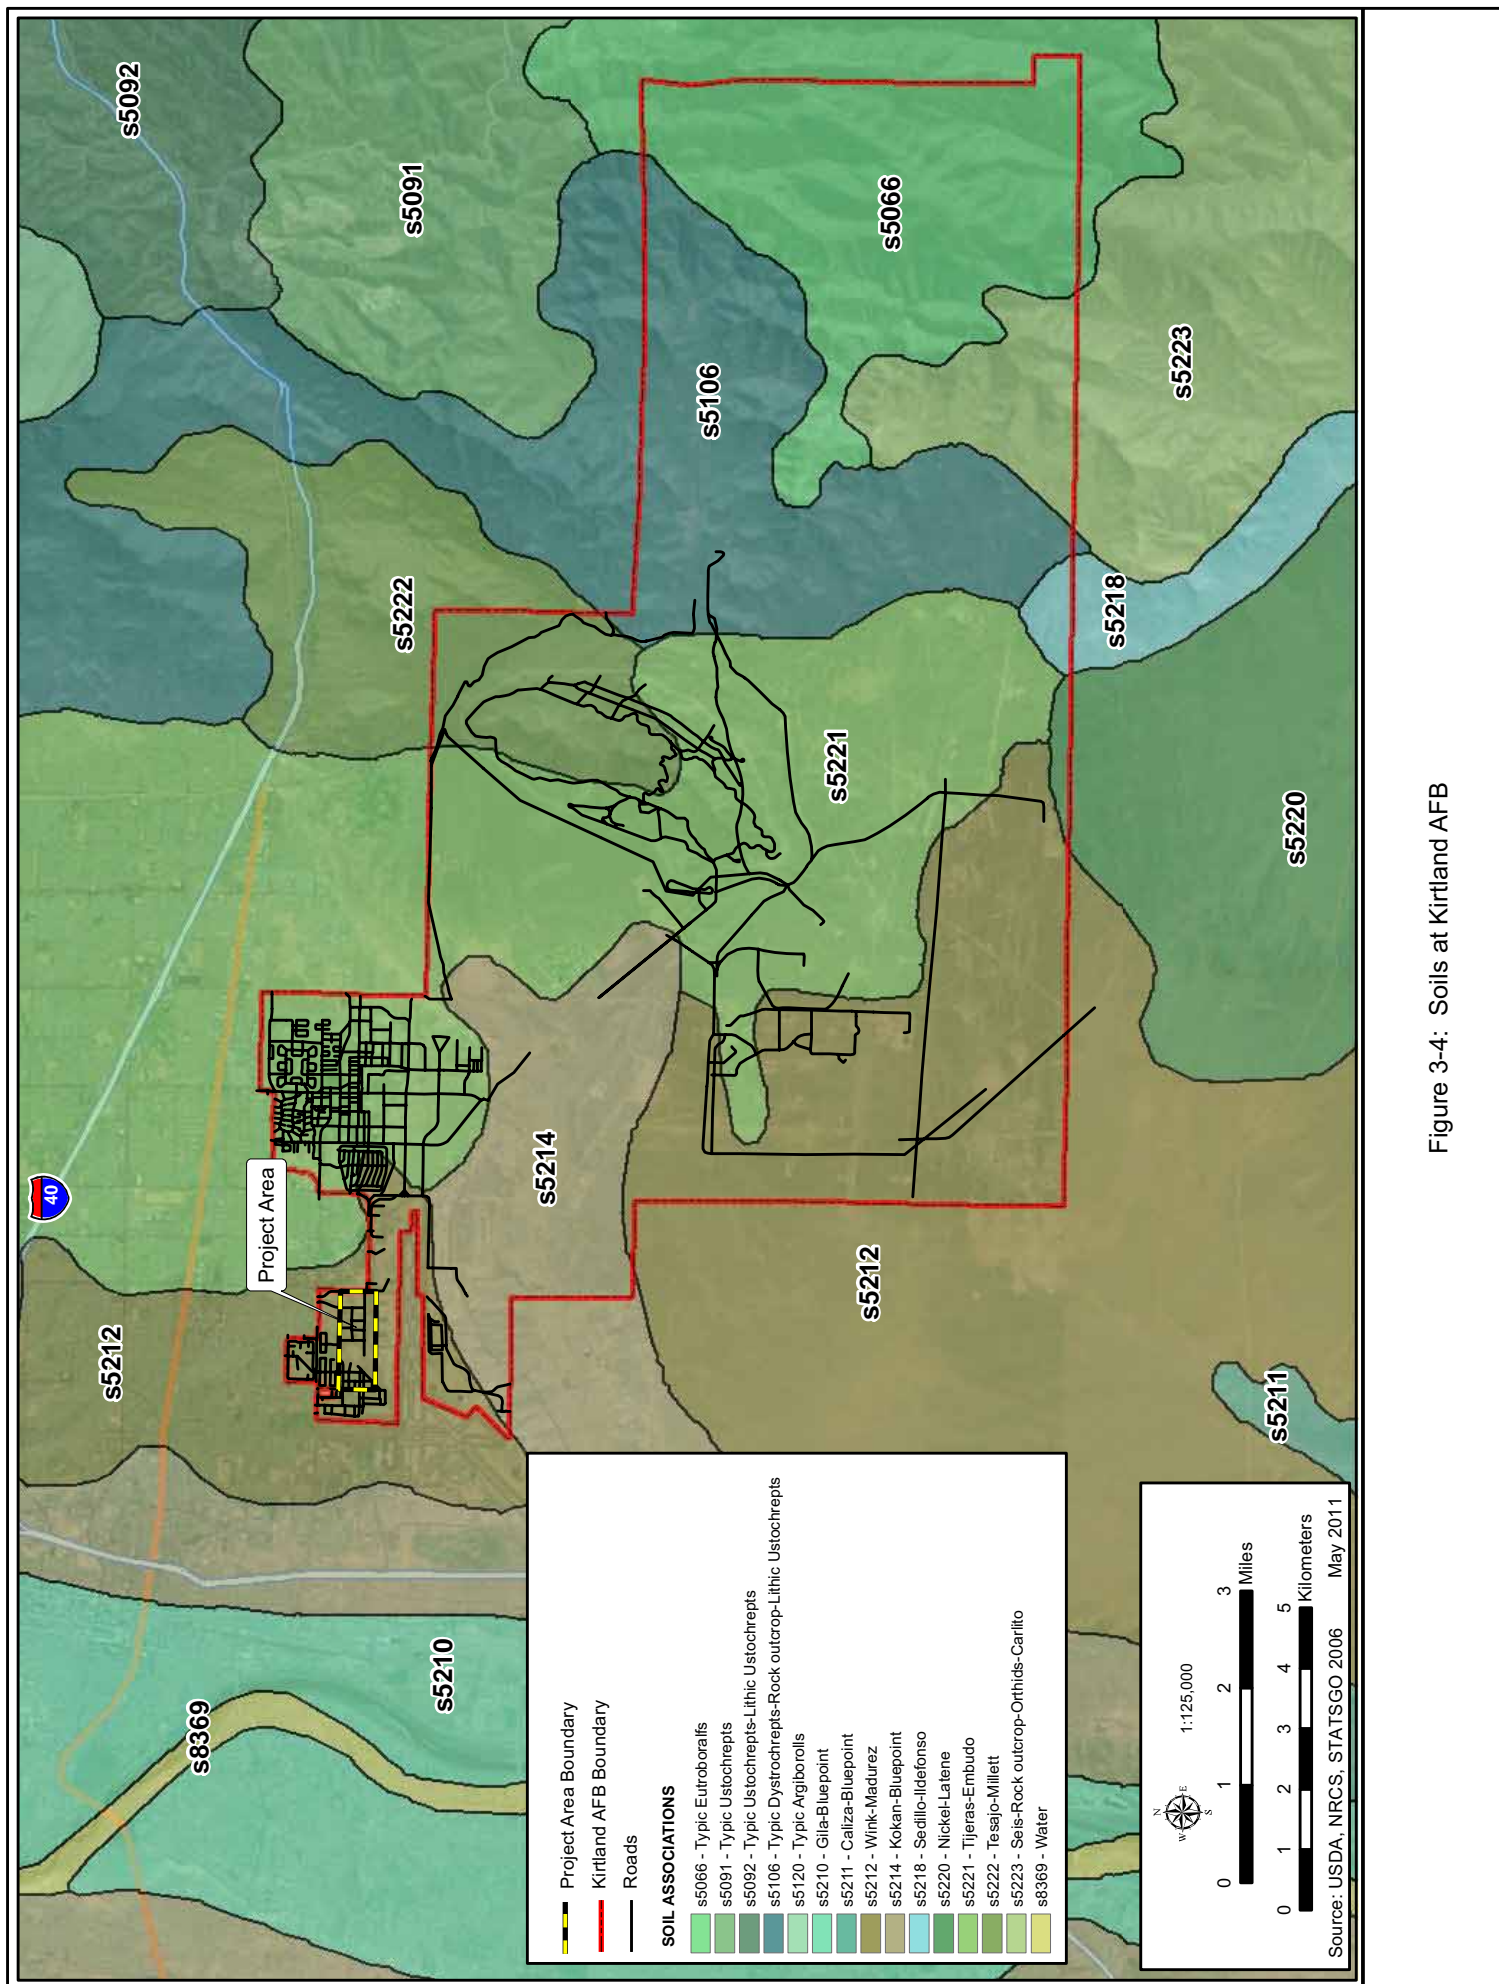 s8369
s5210
s5212
40
Project Area
s5214
s5222
s5092
s5091
s5106
s5066
s5221
s5212
s5218
s5223
s5220
s5211
Project Area Boundary
Kirtland AFB Boundary
Roads
SOIL ASSOCIATIONS
s5066 - Typic Eutroboralfs
s5091 - Typic Ustochrepts
s5092 - Typic Ustochrepts-Lithic Ustochrepts
s5106 - Typic Dystrochrepts-Rock outcrop-Lithic Ustochrepts
s5120 - Typic Argiborolls
s5210 - Gila-Bluepoint
s5211 - Caliza-Bluepoint
s5212 - Wink-Madurez
s5214 - Kokan-Bluepoint
s5218 - Sedillo-Ildefonso
s5220 - Nickel-Latene
s5221 - Tijeras-Embudo
s5222 - Tesajo-Millett
s5223 - Seis-Rock outcrop-Orthids-Carlito
s8369 - Water
N
W
E
S
1:125,000
0 1 2 3
Miles
0 1 2 3 4 5
Kilometers
Source: USDA, NRCS, STATSGO 2006 May 2011
Figure 3-4: Soils at Kirtland AFB